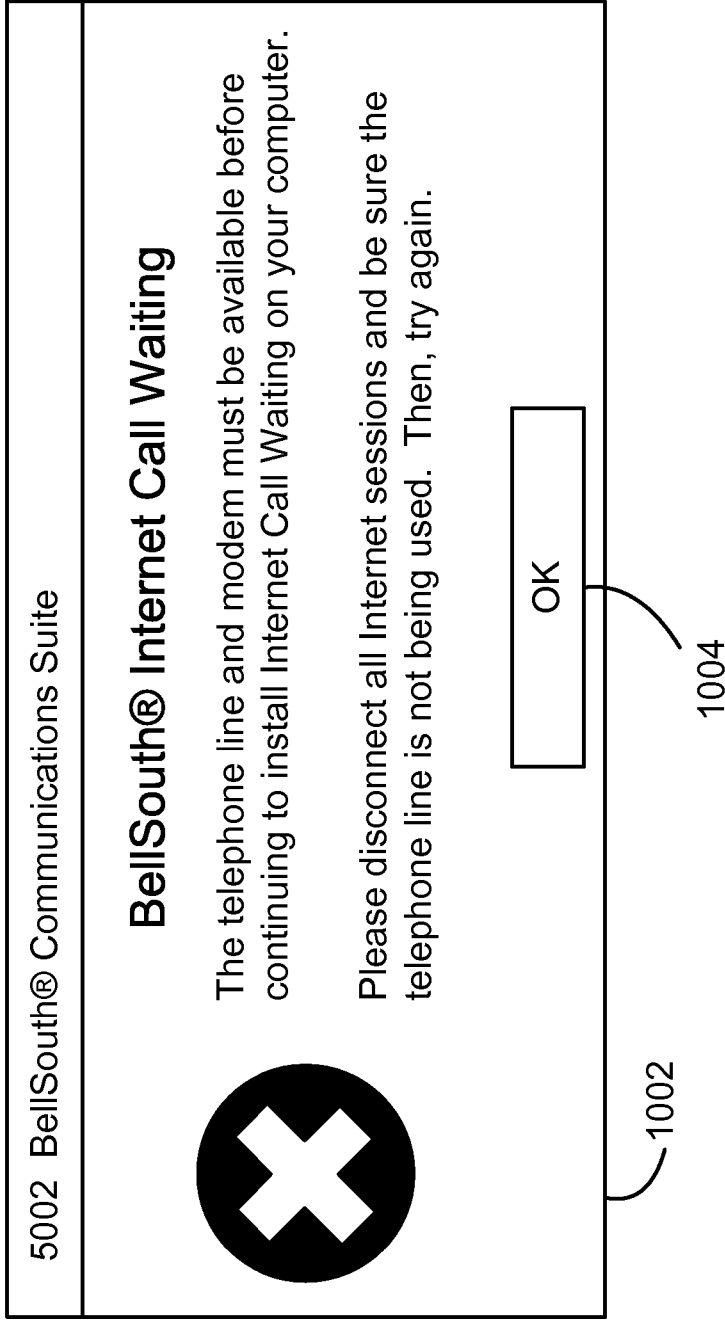 5002 BellSouth® Communications Suite
BellSouth® Internet Call Waiting
The telephone line and modem must be available before
continuing to install Internet Call Waiting on your computer.
Please disconnect all Internet sessions and be sure the
telephone line is not being used. Then, try again.
OK
1002
1004